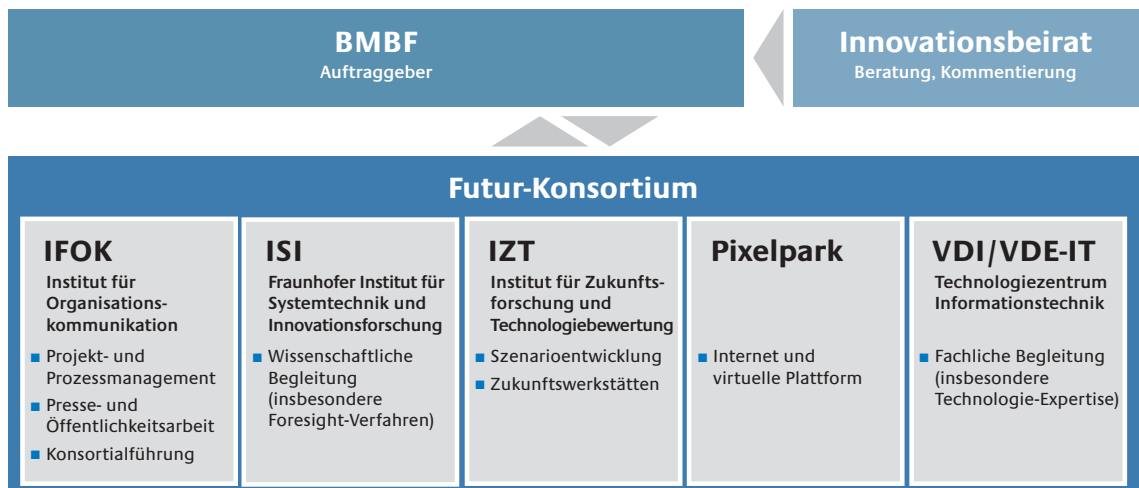 BMBF
Auftraggeber
Innovationsbeirat
Beratung, Kommentierung
Futur-Konsortium
IFOK
Institut für
Organisations-
kommunikation
■ Projekt- und
Prozessmanagement
■ Presse- und
Öffentlichkeitsarbeit
■ Konsortialführung
ISI
Fraunhofer Institut für
Systemtechnik und
Innovationsforschung
■ Wissenschaftliche
Begleitung
(insbesondere
Foresight-Verfahren)
IZT
Institut für Zukunfts-
forschung und
Technologiebewertung
■ Szenarioentwicklung
■ Zukunftswerkstätten
Pixelpark
■ Internet und
virtuelle Plattform
VDI/VDE-IT
Technologiezentrum
Informationstechnik
■ Fachliche Begleitung
(insbesondere
Technologie-Expertise)